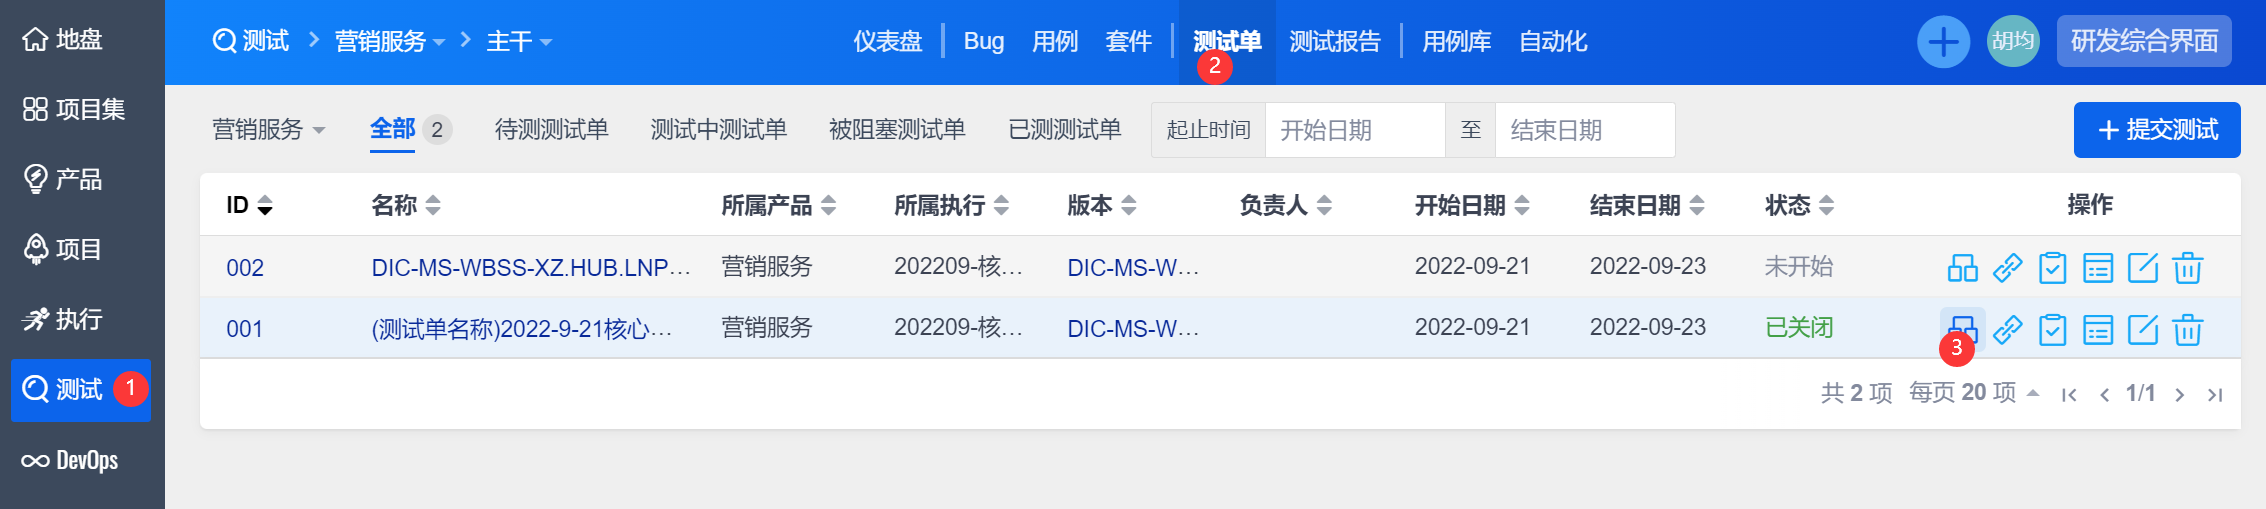 地盘
项目集
产品
项目
执行
测试 1
DevOps
测试 > 营销服务 > 主干
仪表盘 | Bug 用例 套件 | 测试单 测试报告 | 用例库 自动化
2
胡均
研发综合界面
营销服务 全部 2 待测测试单 测试中测试单 被阻塞测试单 已测测试单 起止时间 开始日期 至 结束日期 + 提交测试
ID 名称 所属产品 所属执行 版本 负责人 开始日期 结束日期 状态 操作
002 DIC-MS-WBSS-XZ.HUB.LNP... 营销服务 202209-核... DIC-MS-W... 2022-09-21 2022-09-23 未开始
001 (测试单名称)2022-9-21核心... 营销服务 202209-核... DIC-MS-W... 2022-09-21 2022-09-23 已关闭
3
共 2 项 每页 20 项 1/1